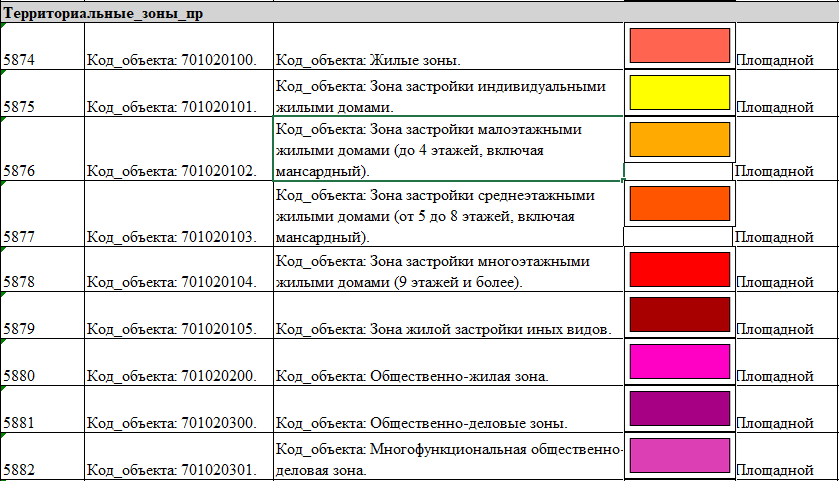 Территориальные_зоны_пр
5874 Код_объекта: 701020100. Код_объекта: Жилые зоны. Площадной
Код_объекта: Зона застройки индивидуальными
5875 Код_объекта: 701020101. жилыми домами. Площадной
Код_объекта: Зона застройки малоэтажными
жилыми домами (до 4 этажей, включая
5876 Код_объекта: 701020102. мансардный). Площадной
Код_объекта: Зона застройки среднеэтажными
жилыми домами (от 5 до 8 этажей, включая
5877 Код_объекта: 701020103. мансардный). Площадной
Код_объекта: Зона застройки многоэтажными
5878 Код_объекта: 701020104. жилыми домами (9 этажей и более). Площадной
5879 Код_объекта: 701020105. Код_объекта: Зона жилой застройки иных видов. Площадной
5880 Код_объекта: 701020200. Код_объекта: Общественно-жилая зона. Площадной
5881 Код_объекта: 701020300. Код_объекта: Общественно-деловые зоны. Площадной
Код_объекта: Многофункциональная общественно-
5882 Код_объекта: 701020301. деловая зона. Площадной